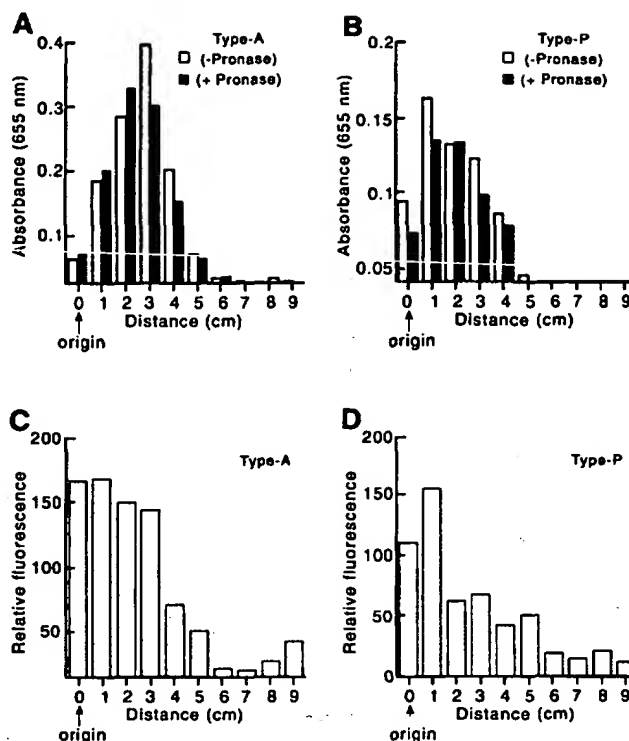 A
Type-A
(-Pronase)
(+ Pronase)
Absorbance (655 nm)
0.4
0.3
0.2
0.1
0 1 2 3 4 5 6 7 8 9
Distance (cm)
origin
B
Type-P
(-Pronase)
(+ Pronase)
Absorbance (655 nm)
0.2
0.15
0.1
0.05
0 1 2 3 4 5 6 7 8 9
Distance (cm)
origin
C
Type-A
Relative fluorescence
200
150
100
50
0 1 2 3 4 5 6 7 8 9
Distance (cm)
origin
D
Type-P
Relative fluorescence
200
150
100
50
0
0 1 2 3 4 5 6 7 8 9
Distance (cm)
origin